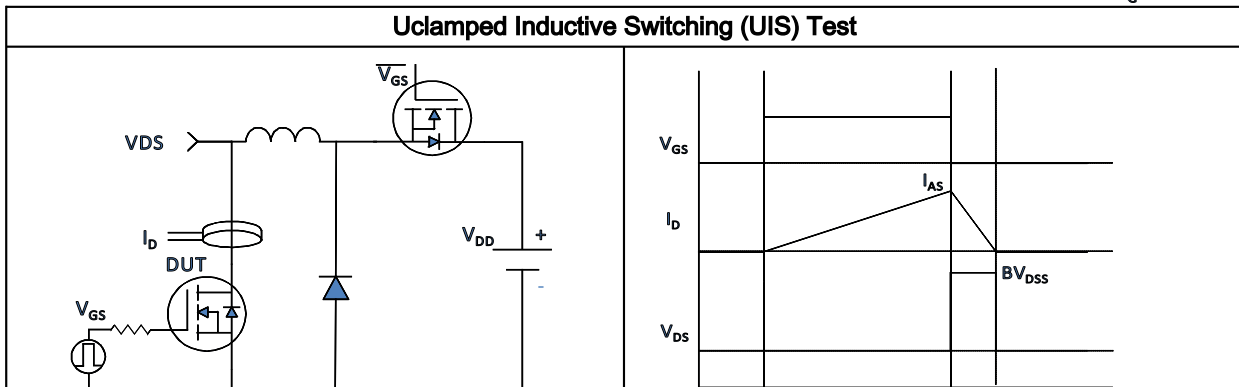 Uclamped Inductive Switching (UIS) Test
VGS
VDS
ID
DUT
VGS
VDD
+
-
VGS
IAS
ID
BVDSS
VDS